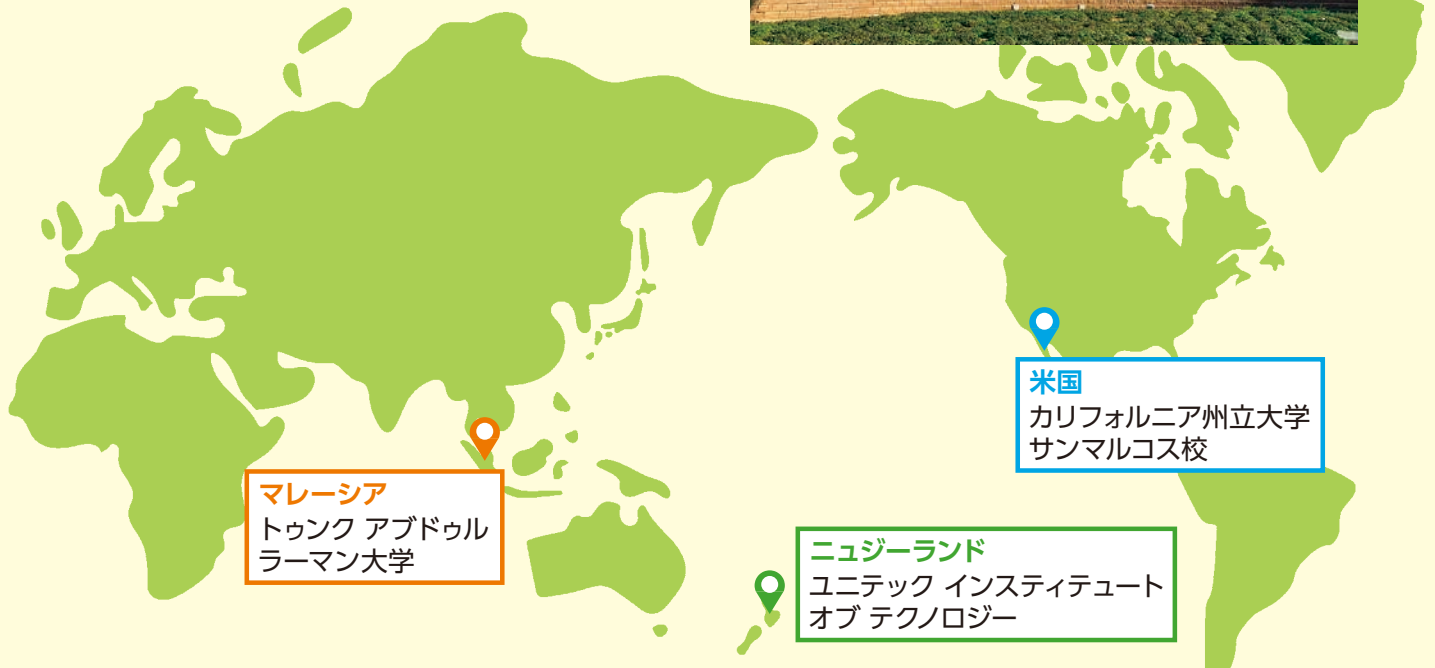 米国
カリフォルニア州立大学
サンマルコス校
マレーシア
トゥンク アブドゥル
ラーマン大学
ニュジーランド
ユニテック インスティテュート
オブ テクノロジー